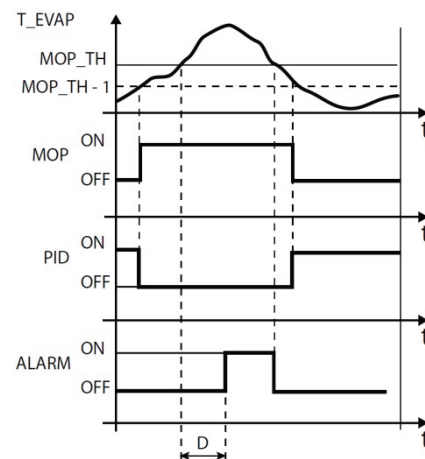 T_EVAP
MOP_TH
MOP_TH - 1
t
ON
MOP
OFF
t
ON
PID
OFF
t
ON
ALARM
OFF
t
D